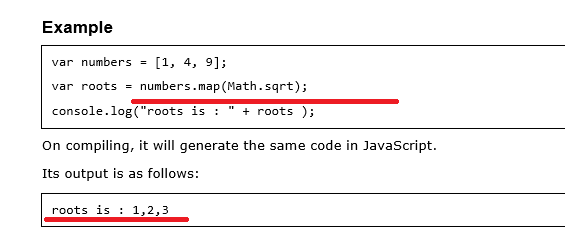 Example
var numbers = [1, 4, 9];
var roots = numbers.map(Math.sqrt);
console.log("roots is : " + roots );
On compiling, it will generate the same code in JavaScript.
Its output is as follows:
roots is : 1,2,3